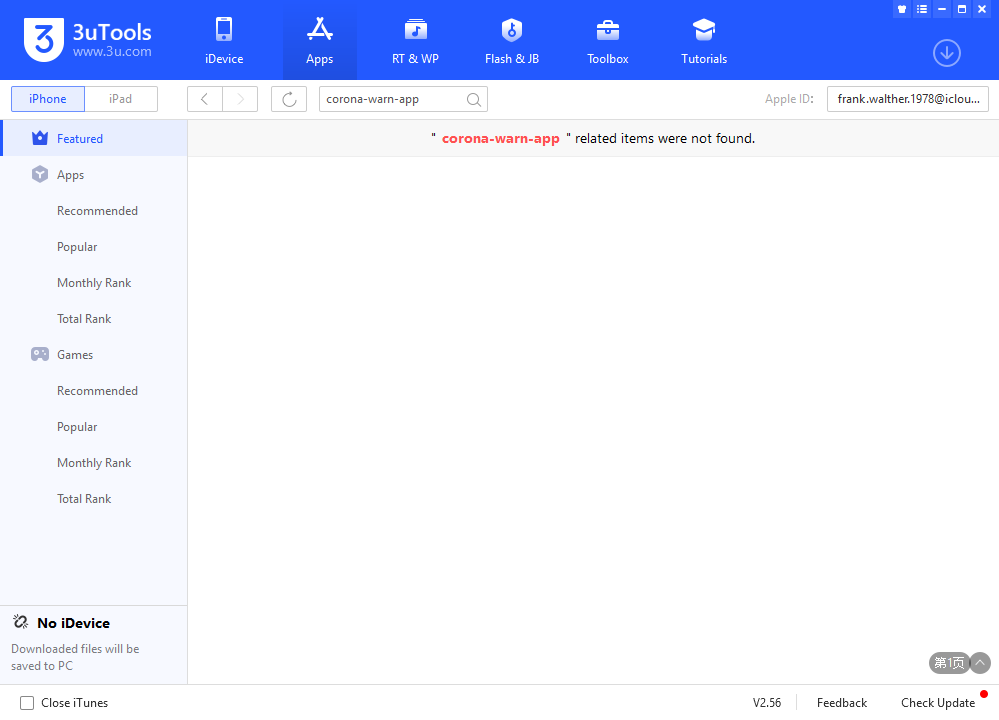 3uTools
www.3u.com
iDevice
Apps
RT & WP
Flash & JB
Toolbox
Tutorials
iPhone
iPad
corona-warn-app
Apple ID:
frank.walther.1978@iclou...
Featured
" corona-warn-app " related items were not found.
Apps
Recommended
Popular
Monthly Rank
Total Rank
Games
Recommended
Popular
Monthly Rank
Total Rank
No iDevice
Downloaded files will be
saved to PC
第1页
Close iTunes
V2.56
Feedback
Check Update